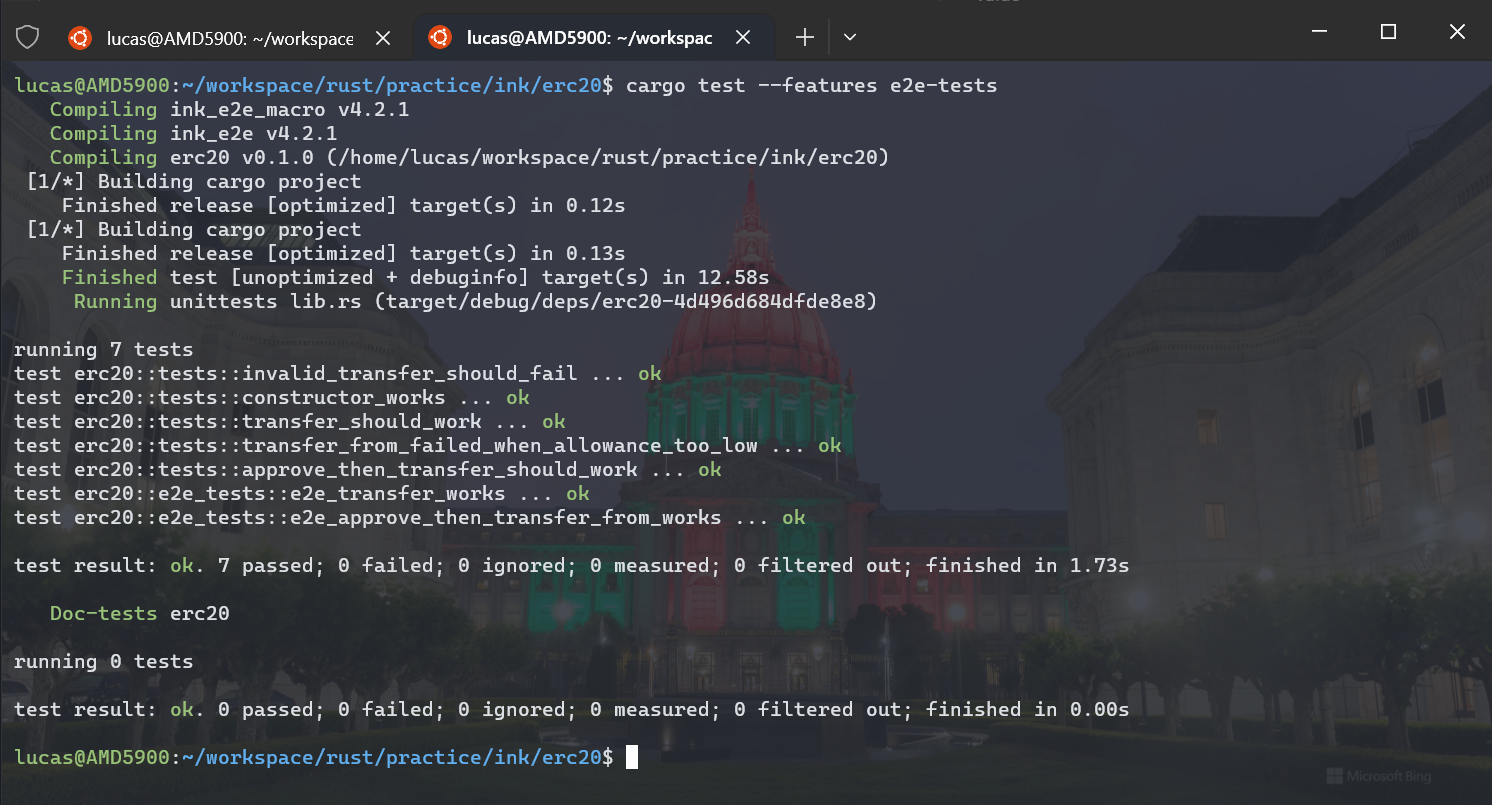 lucas@AMD5900: ~/workspace
lucas@AMD5900: ~/workspac
lucas@AMD5900:~/workspace/rust/practice/ink/erc20$ cargo test --features e2e-tests
Compiling ink_e2e_macro v4.2.1
Compiling ink_e2e v4.2.1
Compiling erc20 v0.1.0 (/home/lucas/workspace/rust/practice/ink/erc20)
[1/*] Building cargo project
Finished release [optimized] target(s) in 0.12s
[1/*] Building cargo project
Finished release [optimized] target(s) in 0.13s
Finished test [unoptimized + debuginfo] target(s) in 12.58s
Running unittests lib.rs (target/debug/deps/erc20-4d496d684dfde8e8)
running 7 tests
test erc20::tests::invalid_transfer_should_fail ... ok
test erc20::tests::constructor_works ... ok
test erc20::tests::transfer_should_work ... ok
test erc20::tests::transfer_from_failed_when_allowance_too_low ... ok
test erc20::tests::approve_then_transfer_should_work ... ok
test erc20::e2e_tests::e2e_transfer_works ... ok
test erc20::e2e_tests::e2e_approve_then_transfer_from_works ... ok
test result: ok. 7 passed; 0 failed; 0 ignored; 0 measured; 0 filtered out; finished in 1.73s
Doc-tests erc20
running 0 tests
test result: ok. 0 passed; 0 failed; 0 ignored; 0 measured; 0 filtered out; finished in 0.00s
lucas@AMD5900:~/workspace/rust/practice/ink/erc20$
Microsoft Bing